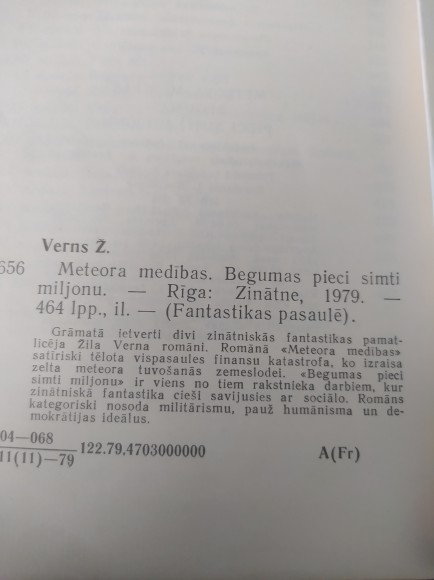 Verns Ž.
656 Meteora medības. Begumas pieci simti
miljonu. — Rīga: Zinātne, 1979. —
464 lpp., il. — (Fantastikas pasaulē).
Grāmatā ietverti divi zinātniskās fantastikas pamat-
licēja Žila Verna romāni. Romānā «Meteora medības»
satīriski tēlota vispasaules finansu katastrofa, ko izraisa
zelta meteora tuvošanās zemeslodei. «Begumas pieci
simti miljonu» ir viens no tiem rakstnieka darbiem, kur
zinātniskā fantastika cieši savijusies ar sociālo. Romāns
kategoriski nosoda militārismu, pauž humānisma un de-
mokrātijas ideālus.
04—068
11(11)—79 122.79.4703000000 A(Fr)